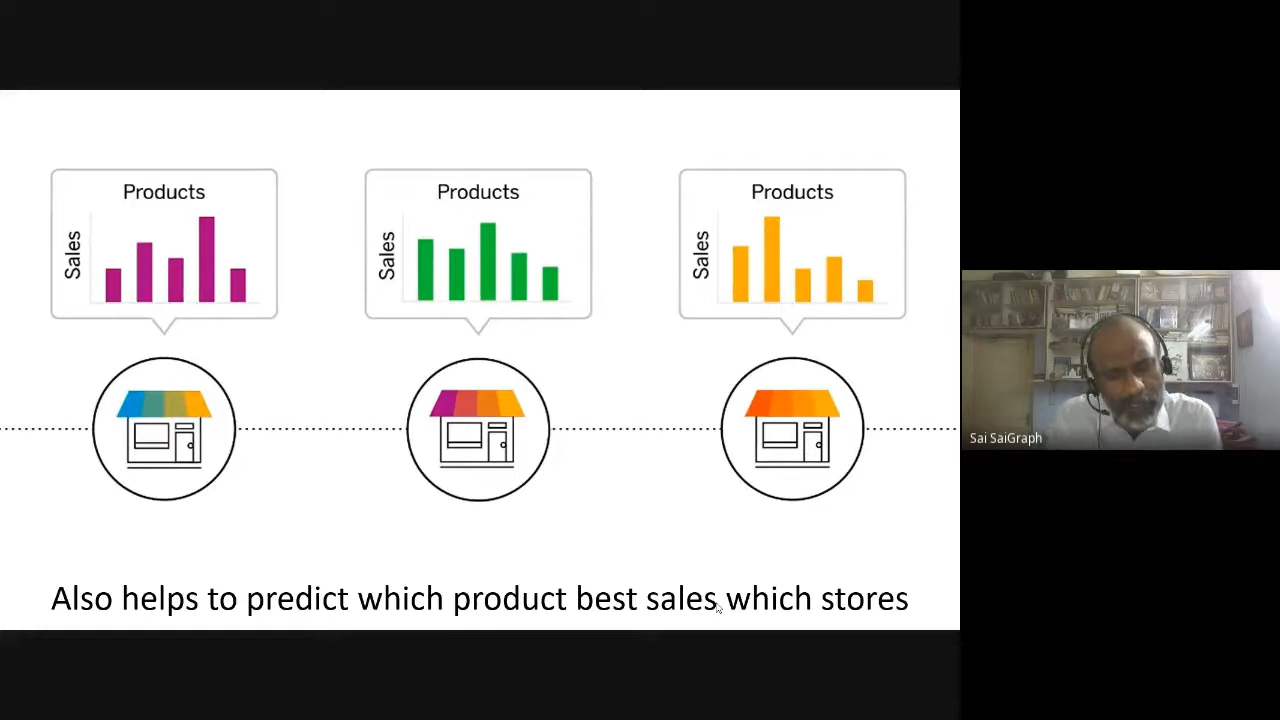 Products
Sales
Products
Sales
Products
Sales
Sai SaiGraph
Also helps to predict which product best sales which stores